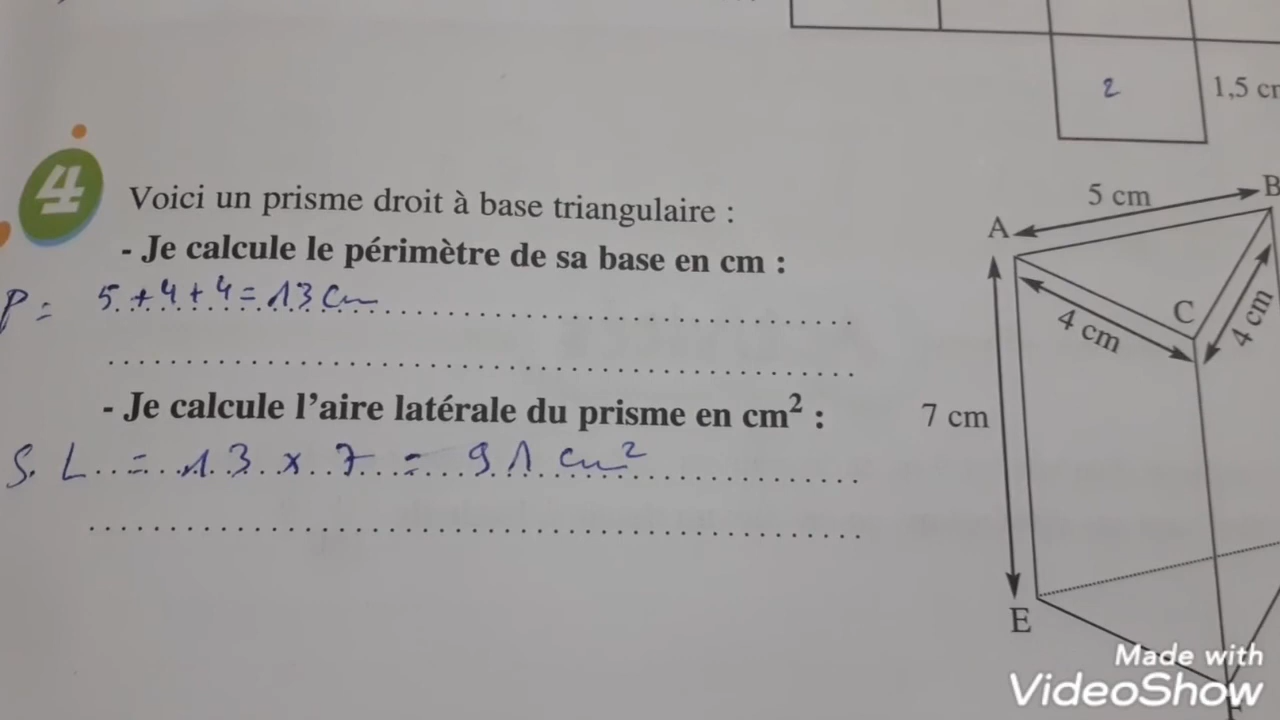 2
1,5 cm
4
Voici un prisme droit à base triangulaire :
- Je calcule le périmètre de sa base en cm :
P = 5 + 4 + 4 = 13 cm
- Je calcule l'aire latérale du prisme en cm² :
S. L = 13 x 7 = 91 cm²
5 cm
A
B
C
4 cm
4 cm
7 cm
E
Made with
VideoShow